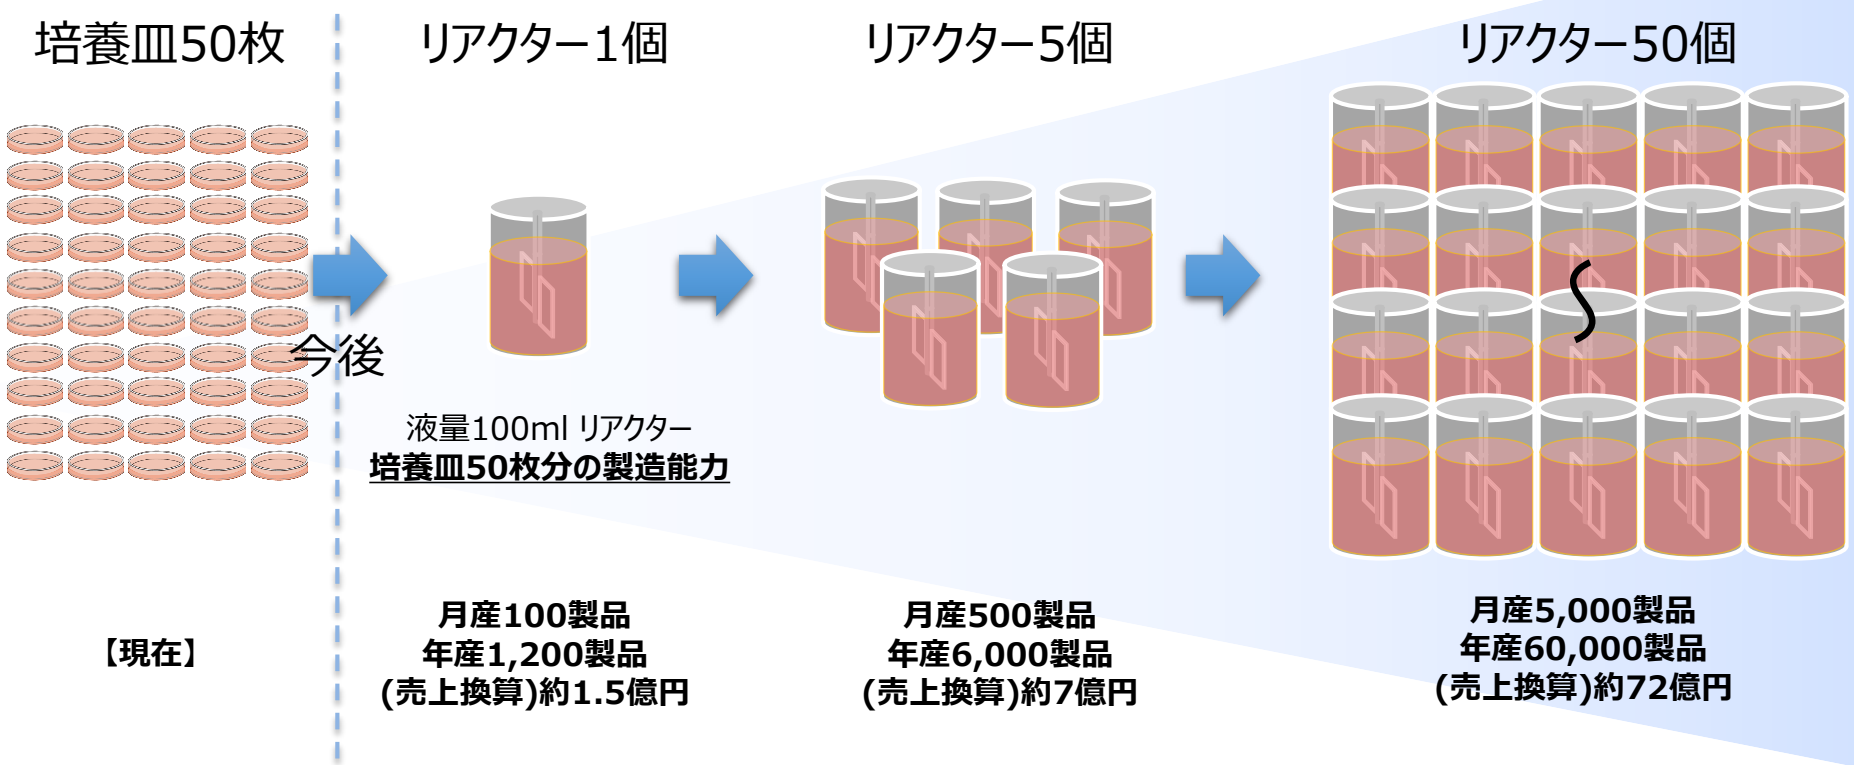 培養皿50枚
リアクター1個
リアクター5個
リアクター50個
今後
液量100ml リアクター
培養皿50枚分の製造能力
【現在】
月産100製品
年産1,200製品
(売上換算)約1.5億円
月産500製品
年産6,000製品
(売上換算)約7億円
月産5,000製品
年産60,000製品
(売上換算)約72億円